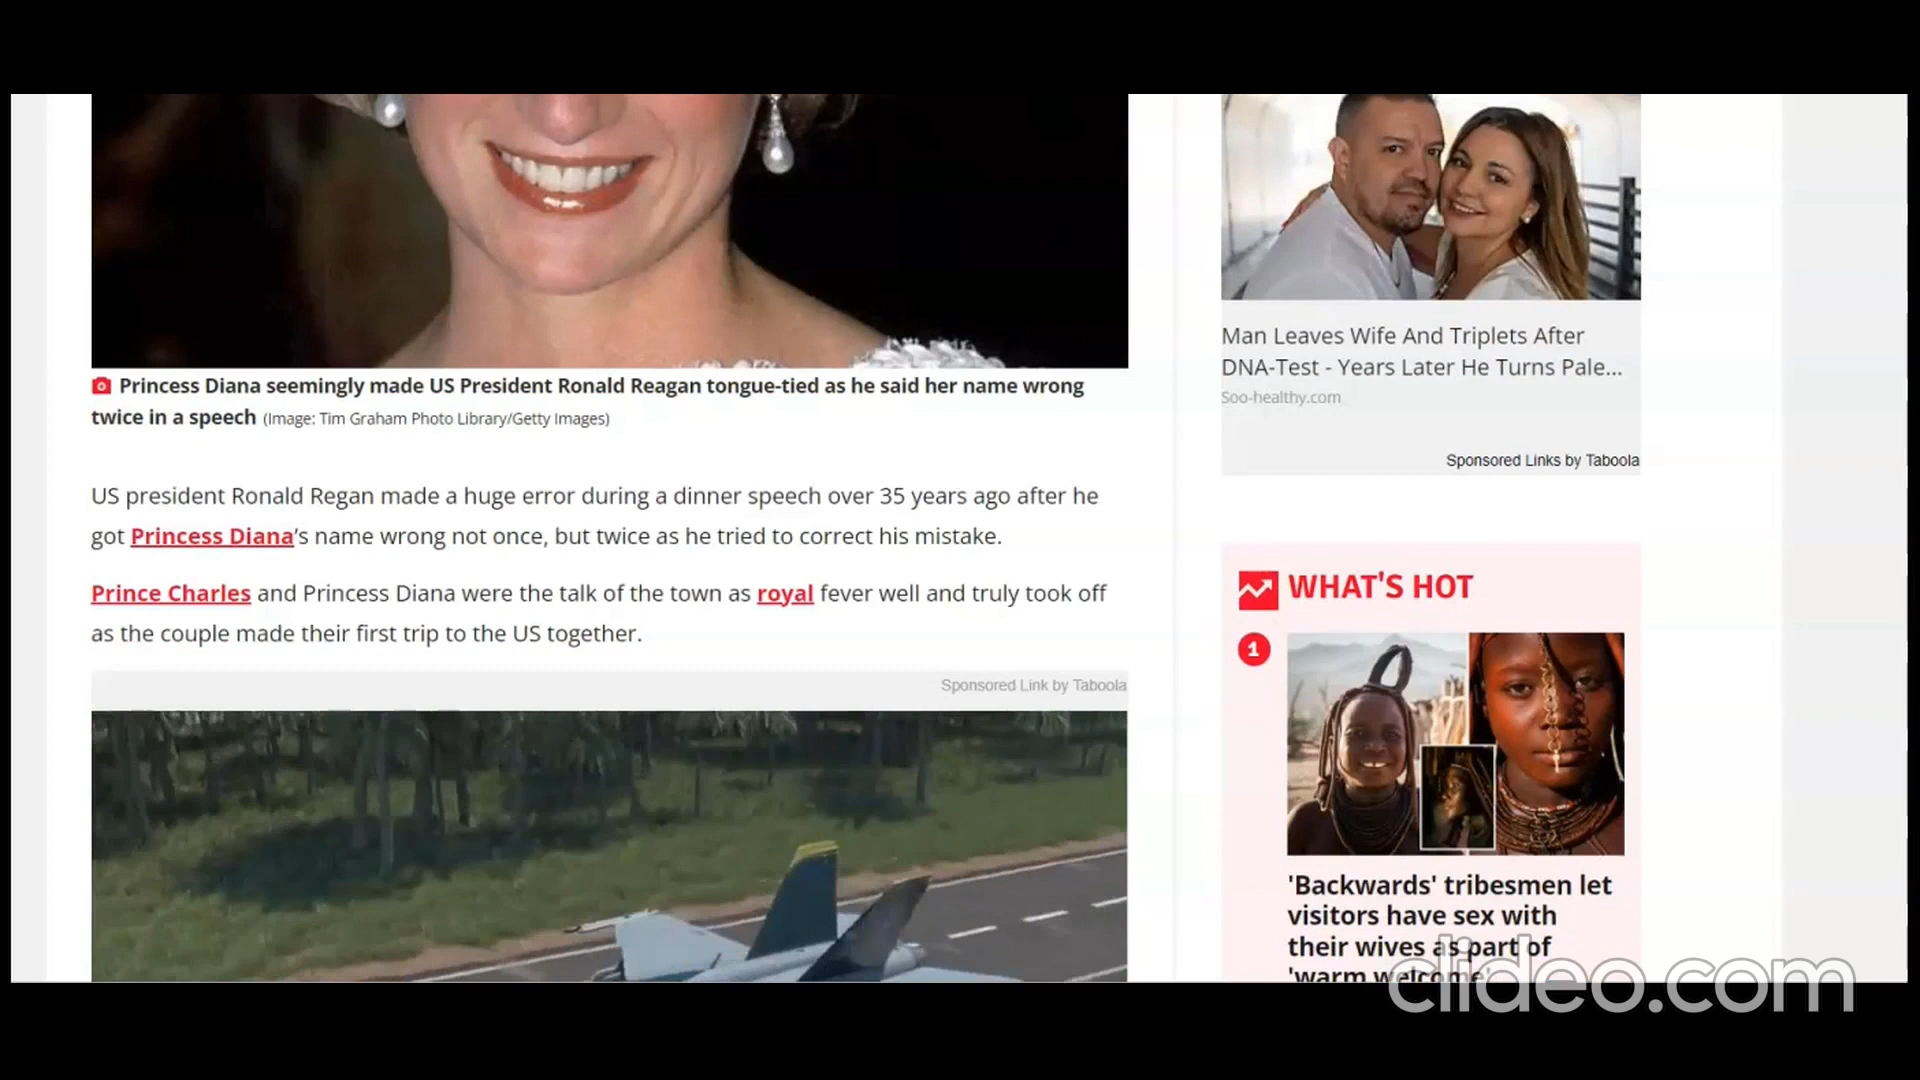 Princess Diana seemingly made US President Ronald Reagan tongue-tied as he said her name wrong
twice in a speech (Image: Tim Graham Photo Library/Getty Images)
US president Ronald Regan made a huge error during a dinner speech over 35 years ago after he
got Princess Diana's name wrong not once, but twice as he tried to correct his mistake.
Prince Charles and Princess Diana were the talk of the town as royal fever well and truly took off
as the couple made their first trip to the US together.
Sponsored Link by Taboola
Man Leaves Wife And Triplets After
DNA-Test - Years Later He Turns Pale...
Soo-healthy.com
Sponsored Links by Taboola
WHAT'S HOT
1
'Backwards' tribesmen let
visitors have sex with
their wives as part of
'warm welcome'
clideo.com